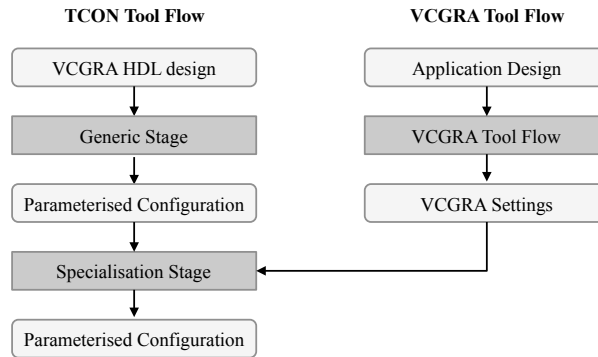 TCON Tool Flow
VCGRA HDL design
Generic Stage
Parameterised Configuration
Specialisation Stage
Parameterised Configuration
VCGRA Tool Flow
Application Design
VCGRA Tool Flow
VCGRA Settings